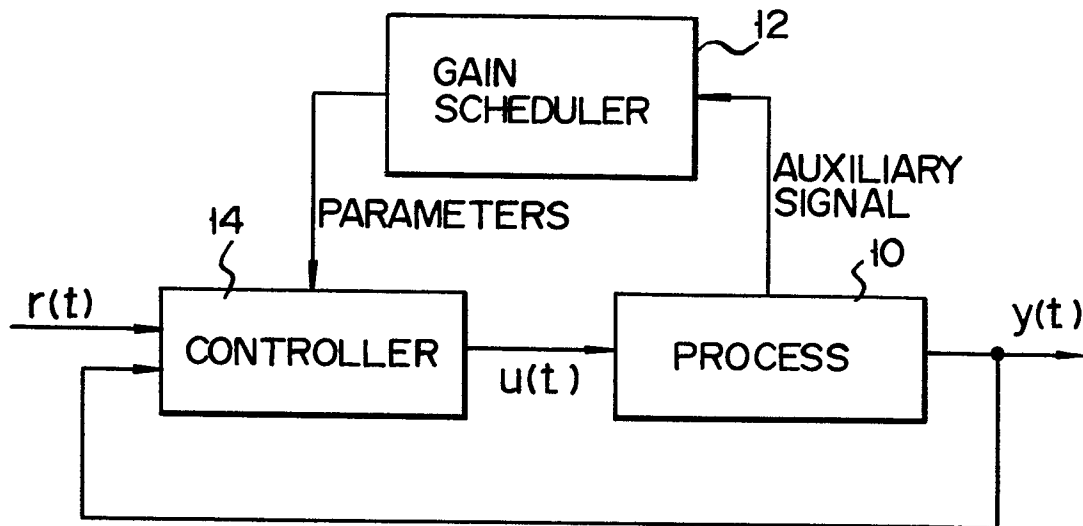 12
GAIN
SCHEDULER
AUXILIARY
SIGNAL
PARAMETERS
14
10
r(t)
CONTROLLER
u(t)
PROCESS
y(t)